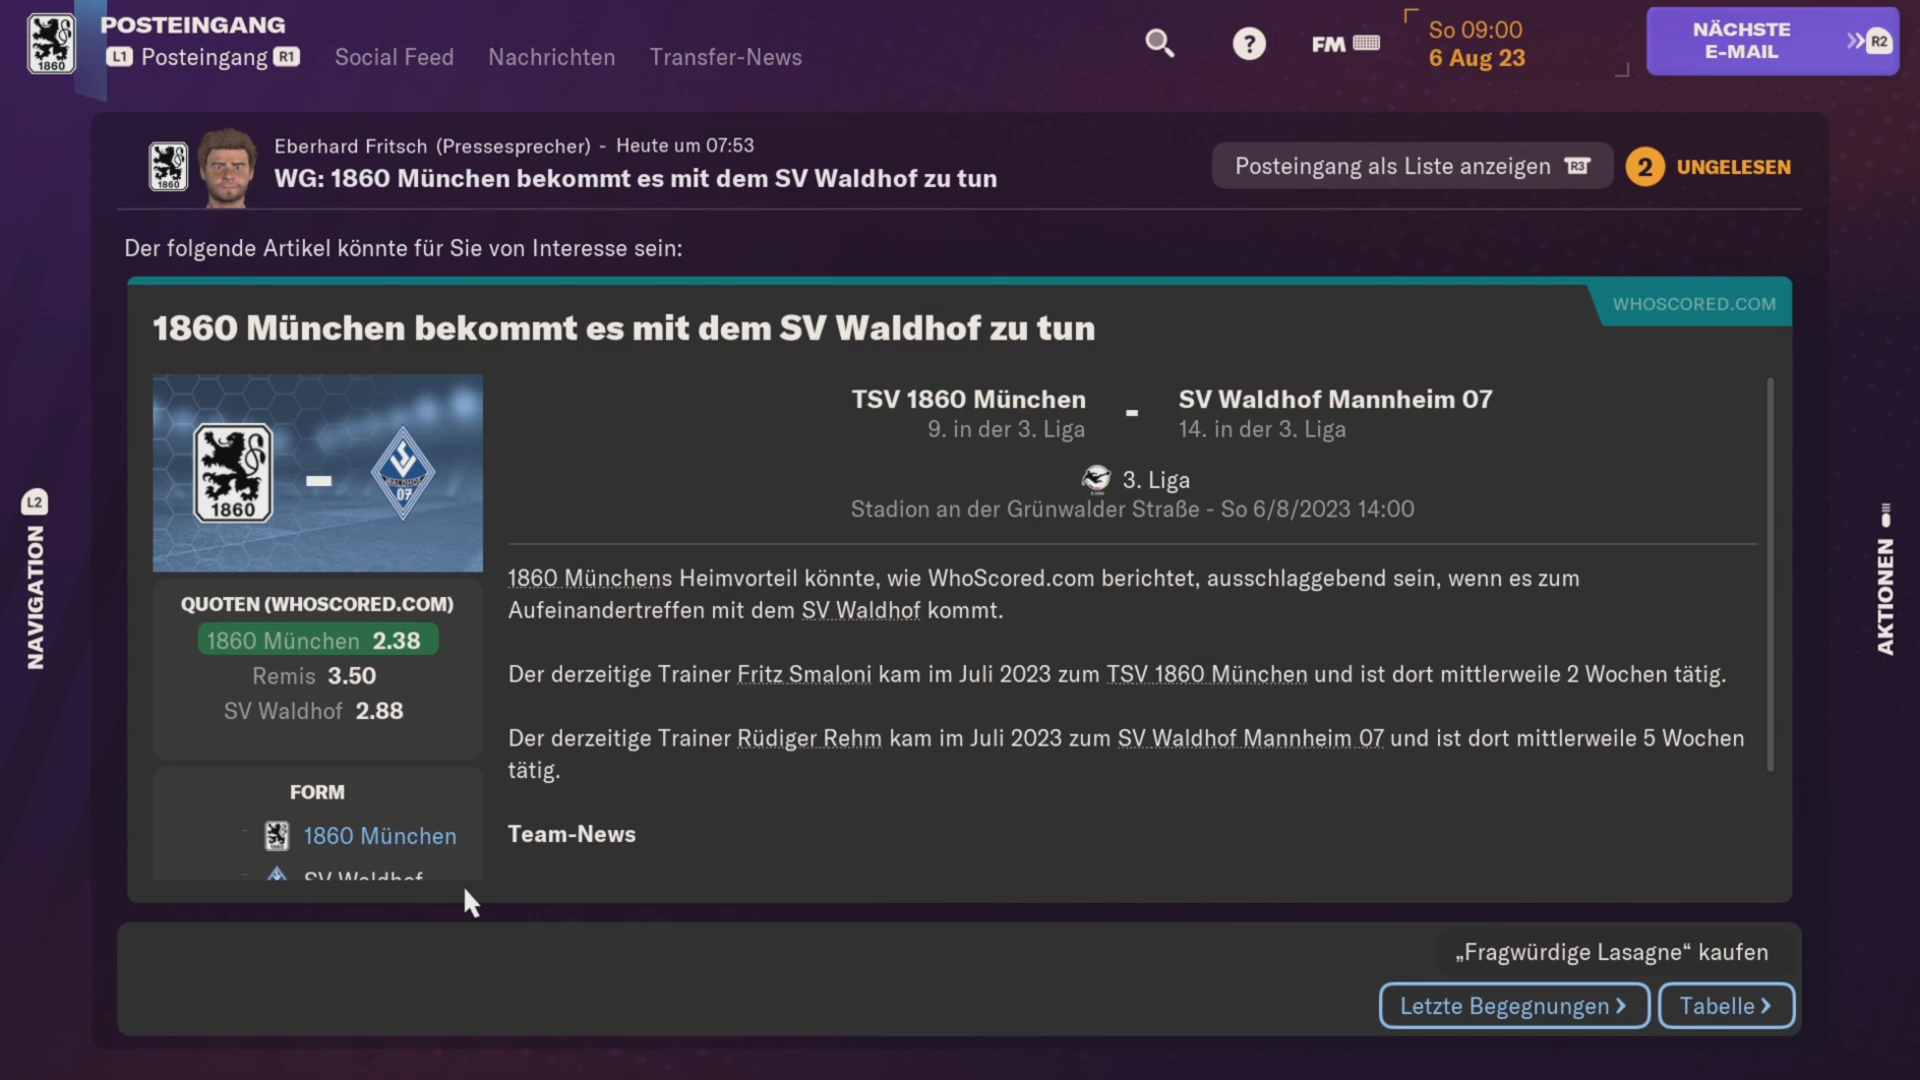 POSTEINGANG
L1 Posteingang R1 Social Feed Nachrichten Transfer-News
1860
?
FM
So 09:00
6 Aug 23
NÄCHSTE
E-MAIL
R2
1860
Eberhard Fritsch (Pressesprecher) - Heute um 07:53
WG: 1860 München bekommt es mit dem SV Waldhof zu tun
Posteingang als Liste anzeigen R3
2 UNGELESEN
Der folgende Artikel könnte für Sie von Interesse sein:
WHOSCORED.COM
1860 München bekommt es mit dem SV Waldhof zu tun
1860
-
WALDHOF
07
TSV 1860 München - SV Waldhof Mannheim 07
9. in der 3. Liga 14. in der 3. Liga
3. Liga
Stadion an der Grünwalder Straße - So 6/8/2023 14:00
QUOTEN (WHOSCORED.COM)
1860 München 2.38
Remis 3.50
SV Waldhof 2.88
FORM
- 1860 München
- SV Waldhof
1860 Münchens Heimvorteil könnte, wie WhoScored.com berichtet, ausschlaggebend sein, wenn es zum
Aufeinandertreffen mit dem SV Waldhof kommt.
Der derzeitige Trainer Fritz Smaloni kam im Juli 2023 zum TSV 1860 München und ist dort mittlerweile 2 Wochen tätig.
Der derzeitige Trainer Rüdiger Rehm kam im Juli 2023 zum SV Waldhof Mannheim 07 und ist dort mittlerweile 5 Wochen
tätig.
Team-News
L2
NAVIGATION
AKTIONEN
„Fragwürdige Lasagne“ kaufen
Letzte Begegnungen Tabelle